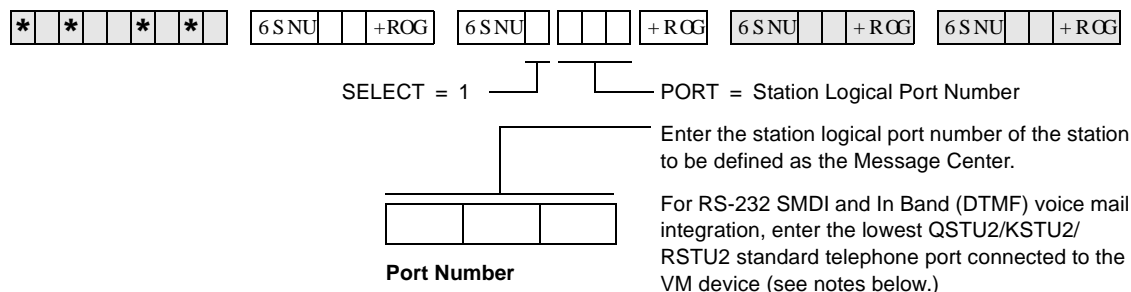 * * * * 6SNU +ROG 6SNU +ROG 6SNU +ROG 6SNU +ROG
SELECT = 1 PORT = Station Logical Port Number
Enter the station logical port number of the station
to be defined as the Message Center.
For RS-232 SMDI and In Band (DTMF) voice mail
integration, enter the lowest QSTU2/KSTU2/
RSTU2 standard telephone port connected to the
VM device (see notes below.)
Port Number